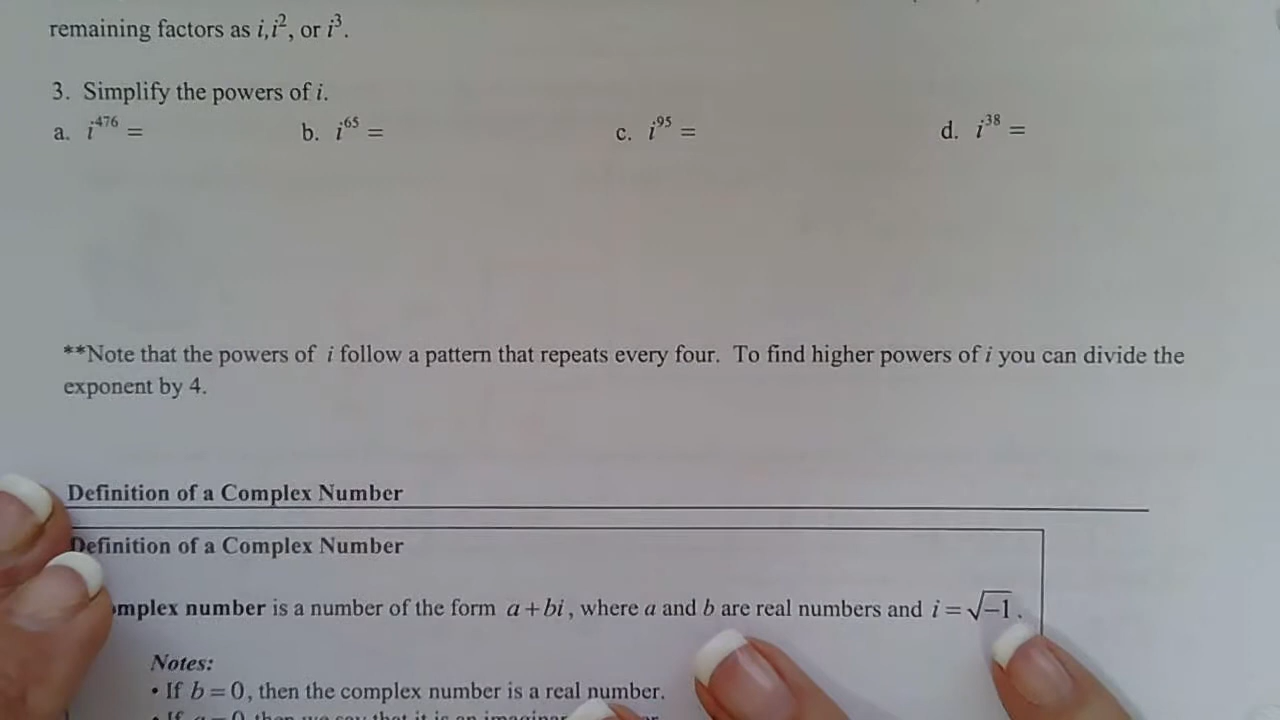 remaining factors as i,i², or i³.
3. Simplify the powers of i.
a. i⁴⁷⁶ = b. i⁶⁵ = c. i⁹⁵ = d. i³⁸ =
**Note that the powers of i follow a pattern that repeats every four. To find higher powers of i you can divide the
exponent by 4.
Definition of a Complex Number
Definition of a Complex Number
mplex number is a number of the form a+bi, where a and b are real numbers and i=√−1.
Notes:
• If b=0, then the complex number is a real number.
• If